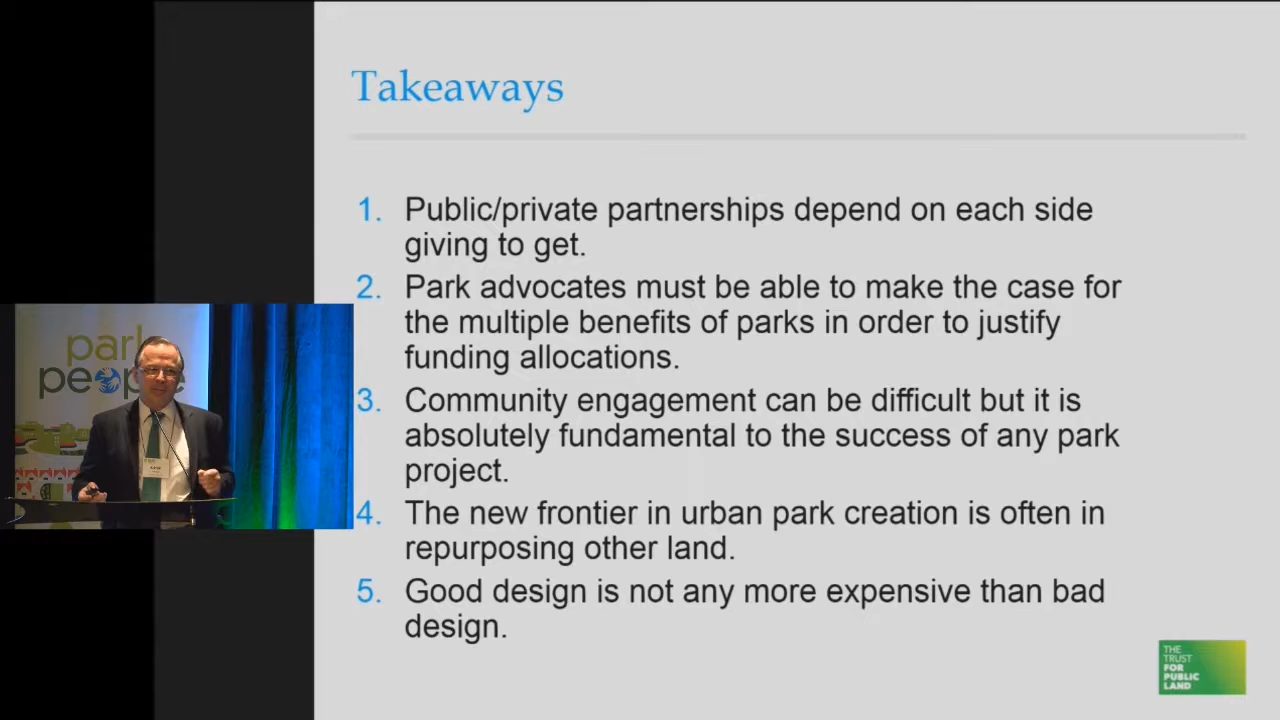 Takeaways
1. Public/private partnerships depend on each side
giving to get.
2. Park advocates must be able to make the case for
the multiple benefits of parks in order to justify
funding allocations.
3. Community engagement can be difficult but it is
absolutely fundamental to the success of any park
project.
4. The new frontier in urban park creation is often in
repurposing other land.
5. Good design is not any more expensive than bad
design.
park
people
THE
TRUST
FOR
PUBLIC
LAND